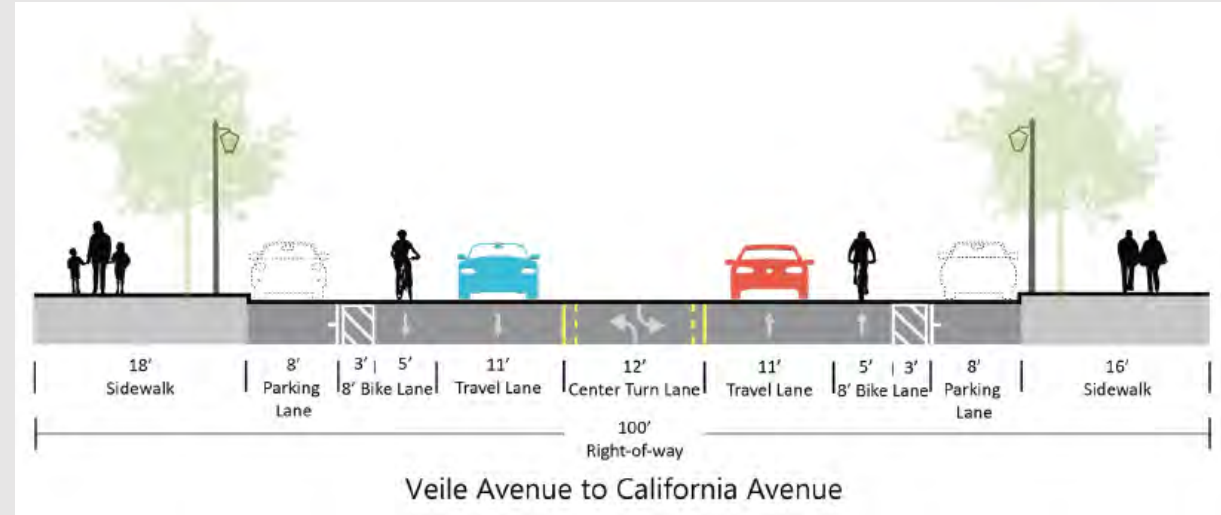 18' 8' 3' 5' 11' 12' 11' 5' 3' 8' 16'
Sidewalk Parking Lane 8' Bike Lane Travel Lane Center Turn Lane Travel Lane 8' Bike Lane Parking Lane Sidewalk
100'
Right-of-way
Veile Avenue to California Avenue